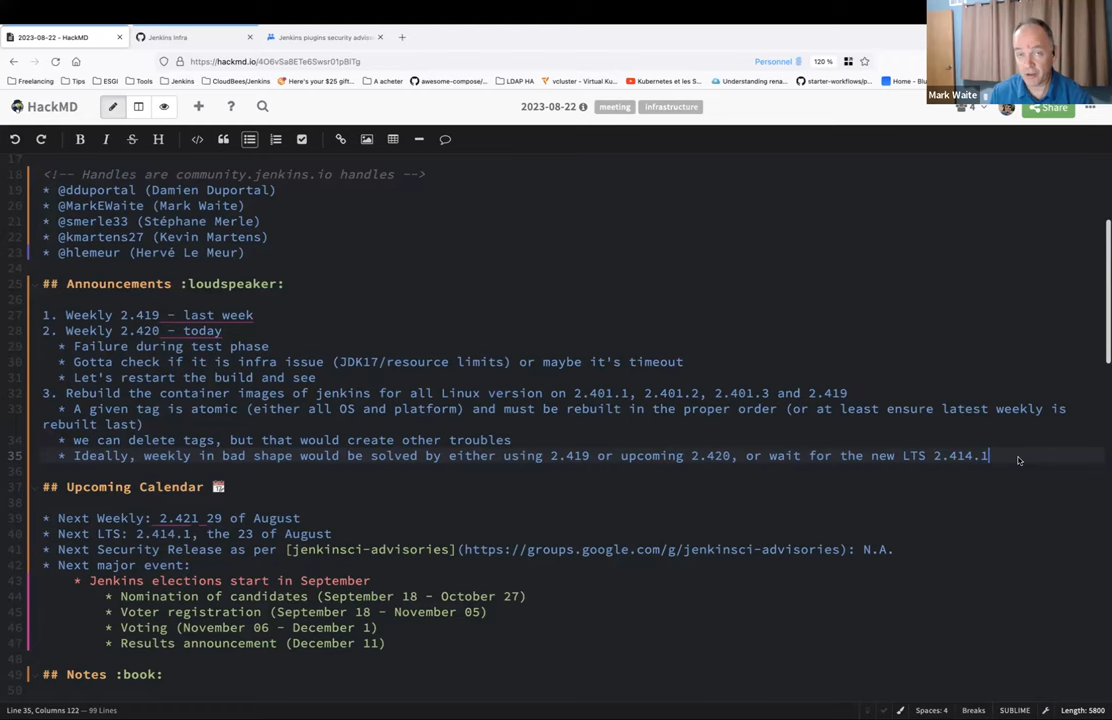 2023-08-22 - HackMD
Jenkins Infra
Jenkins plugins security advis
https://hackmd.io/4O6vSa8ETe6Swsr01pBlTg
Personnel
120 %
Freelancing
Tips
ESGI
Tools
Jenkins
CloudBees/Jenkins
Here's your $25 gift..
A acheter
awesome-compose/...
LDAP HA
vcluster - Virtual Ku...
Kubernetes et les S...
Understanding rena...
starter-workflows/p...
Home - Blou
Mark Waite
HackMD
2023-08-22
meeting
infrastructure
4
Share
17
18 <!-- Handles are community.jenkins.io handles -->
19 * @dduportal (Damien Duportal)
20 * @MarkEWaite (Mark Waite)
21 * @smerle33 (Stéphane Merle)
22 * @kmartens27 (Kevin Martens)
23 * @hlemeur (Hervé Le Meur)
24
25 ## Announcements :loudspeaker:
26
27 1. Weekly 2.419 - last week
28 2. Weekly 2.420 - today
29 * Failure during test phase
30 * Gotta check if it is infra issue (JDK17/resource limits) or maybe it's timeout
31 * Let's restart the build and see
32 3. Rebuild the container images of jenkins for all Linux version on 2.401.1, 2.401.2, 2.401.3 and 2.419
33 * A given tag is atomic (either all OS and platform) and must be rebuilt in the proper order (or at least ensure latest weekly is
rebuilt last)
34 * we can delete tags, but that would create other troubles
35 * Ideally, weekly in bad shape would be solved by either using 2.419 or upcoming 2.420, or wait for the new LTS 2.414.1
36
37 ## Upcoming Calendar 📆
38
39 * Next Weekly: 2.421 29 of August
40 * Next LTS: 2.414.1, the 23 of August
41 * Next Security Release as per [jenkinsci-advisories](https://groups.google.com/g/jenkinsci-advisories): N.A.
42 * Next major event:
43 * Jenkins elections start in September
44 * Nomination of candidates (September 18 - October 27)
45 * Voter registration (September 18 - November 05)
46 * Voting (November 06 - December 1)
47 * Results announcement (December 11)
48
49 ## Notes :book:
50
Line 35, Columns 122 — 99 Lines
Spaces: 4
Breaks
SUBLIME
Length: 5800